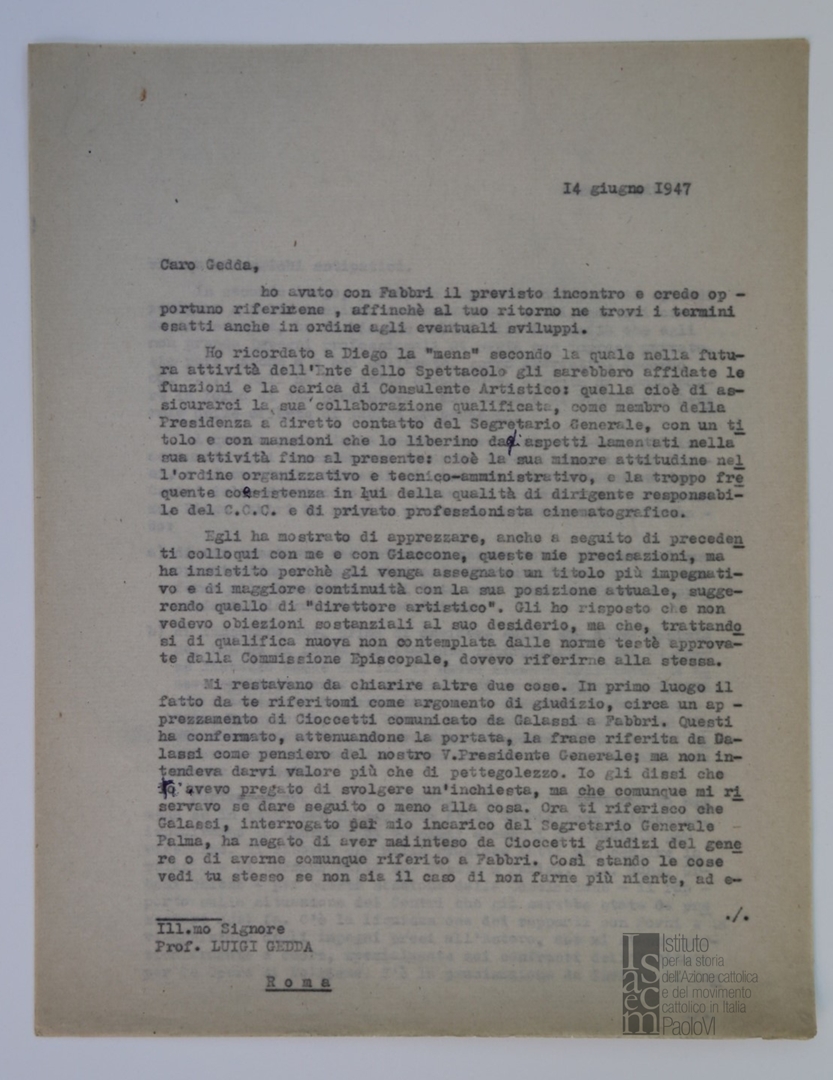 14 giugno 1947
Caro Gedda,
ho avuto con Fabbri il previsto incontro e credo op -
portuno riferirene , affinchè al tuo ritorno ne trovi i termini
esatti anche in ordine agli eventuali sviluppi.
Ho ricordato a Diego la "mens" secondo la quale nella futu-
ra attività dell'Ente dello Spettacolo gli sarebbero affidate le
funzioni e la carica di Consulente Artistico: quella cioè di as-
sicurarci la sua collaborazione qualificata, come membro della
Presidenza a diretto contatto del Segretario Generale, con un ti
tolo e con mansioni che lo liberino dagli aspetti lamentati nella
sua attività fino al presente: cioè la sua minore attitudine nel
l'ordine organizzativo e tecnico-amministrativo, e la troppo fre
quente coesistenza in lui della qualità di dirigente responsabi-
le del C.C.C. e di privato professionista cinematografico.
Egli ha mostrato di apprezzare, anche a seguito di preceden
ti colloqui con me e con Giaccone, queste mie precisazioni, ma
ha insistito perchè gli venga assegnato un titolo più impegnati-
vo e di maggiore continuità con la sua posizione attuale, sugge-
rendo quello di "direttore artistico". Gli ho risposto che non
vedevo obiezioni sostanziali al suo desiderio, ma che, trattando
si di qualifica nuova non contemplata dalle norme testè approva-
te dalla Commissione Episcopale, dovevo riferirne alla stessa.
Mi restavano da chiarire altre due cose. In primo luogo il
fatto da te riferitomi come argomento di giudizio, circa un ap -
prezzamento di Cioccetti comunicato da Galassi a Fabbri. Questi
ha confermato, attenuandone la portata, la frase riferita da Ga-
lassi come pensiero del nostro V.Presidente Generale; ma non in-
tendeva darvi valore più che di pettegolezzo. Io gli dissi che
avevo pregato di svolgere un'inchiesta, ma che comunque mi ri
servavo se dare seguito o meno alla cosa. Ora ti riferisco che
Galassi, interrogato per mio incarico dal Segretario Generale
Palma, ha negato di aver maiinteso da Cioccetti giudizi del gene
re o di averne comunque riferito a Fabbri. Così stando le cose
vedi tu stesso se non sia il caso di non farne più niente, ad e-
./.
Ill.mo Signore
Prof. LUIGI GEDDA
Roma
Isacem
Istituto
per la storia
dell'Azione cattolica
e del movimento
cattolico in Italia
PaoloVI